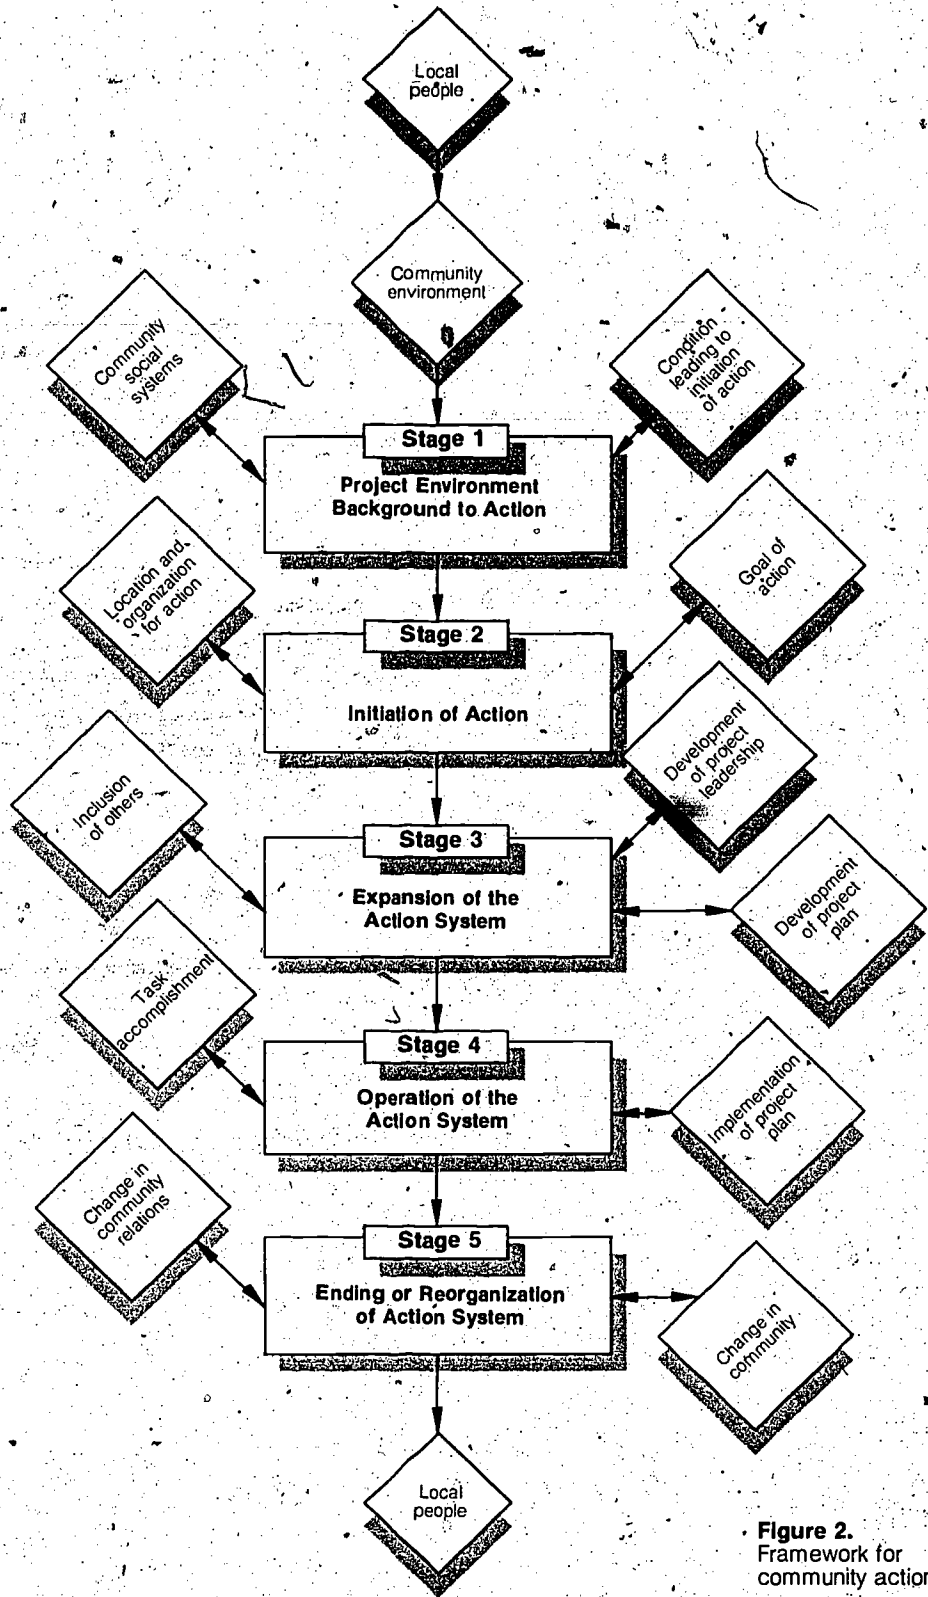 Local
people
Community
environment
Community
social
systems
Condition
leading to
initiation
of action
Stage 1
Project Environment
Background to Action
Location and
organization
for action
Goal of
action
Stage 2
Initiation of Action
Development
of project
leadership
Inclusion
of others
Stage 3
Expansion of the
Action System
Development
of project
plan
Task
accomplishment
Stage 4
Operation of the
Action System
Implementation
of project
plan
Change in
community
relations
Stage 5
Ending or Reorganization
of Action System
Change in
community
Local
people
Figure 2.
Framework for
community action